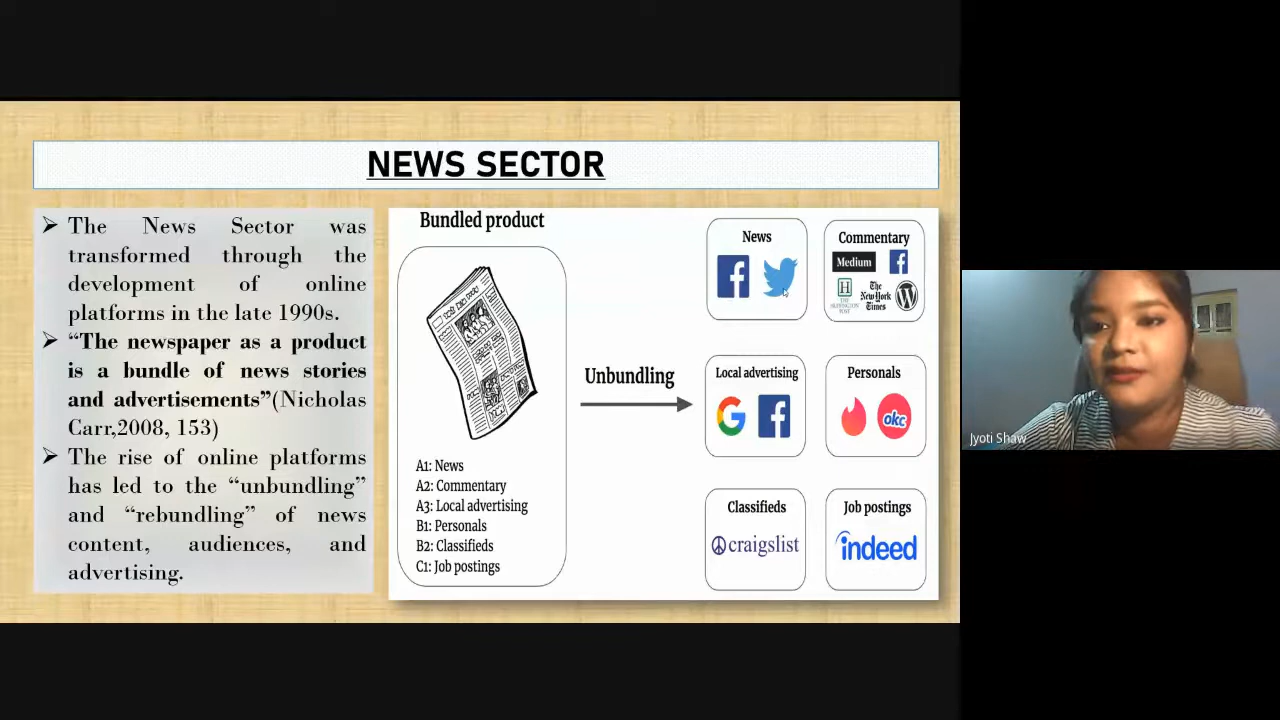 NEWS SECTOR
➢ The News Sector was
transformed through the
development of online
platforms in the late 1990s.
➢ “The newspaper as a product
is a bundle of news stories
and advertisements”(Nicholas
Carr,2008, 153)
➢ The rise of online platforms
has led to the “unbundling”
and “rebundling” of news
content, audiences, and
advertising.
Bundled product
A1: News
A2: Commentary
A3: Local advertising
B1: Personals
B2: Classifieds
C1: Job postings
Unbundling
News
Commentary
Medium
H
THE HUFFINGTON POST
The New York Times
Local advertising
Personals
okc
Classifieds
craigslist
Job postings
indeed
Jyoti Shaw